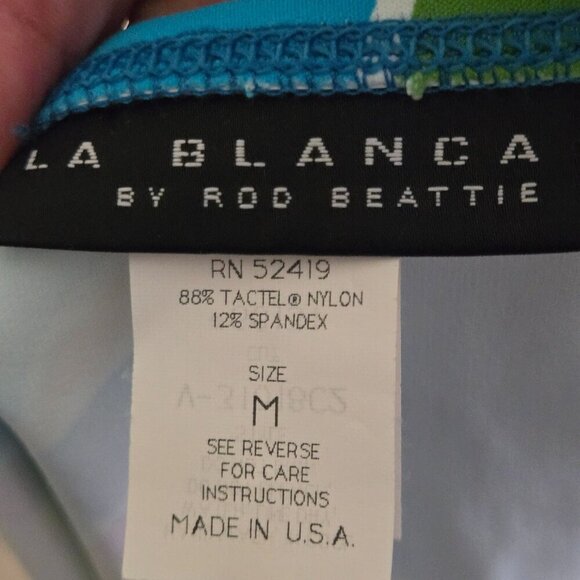 LA BLANCA
BY ROD BEATTIE
RN 52419
88% TACTEL® NYLON
12% SPANDEX
SIZE
M
SEE REVERSE
FOR CARE
INSTRUCTIONS
MADE IN U.S.A.